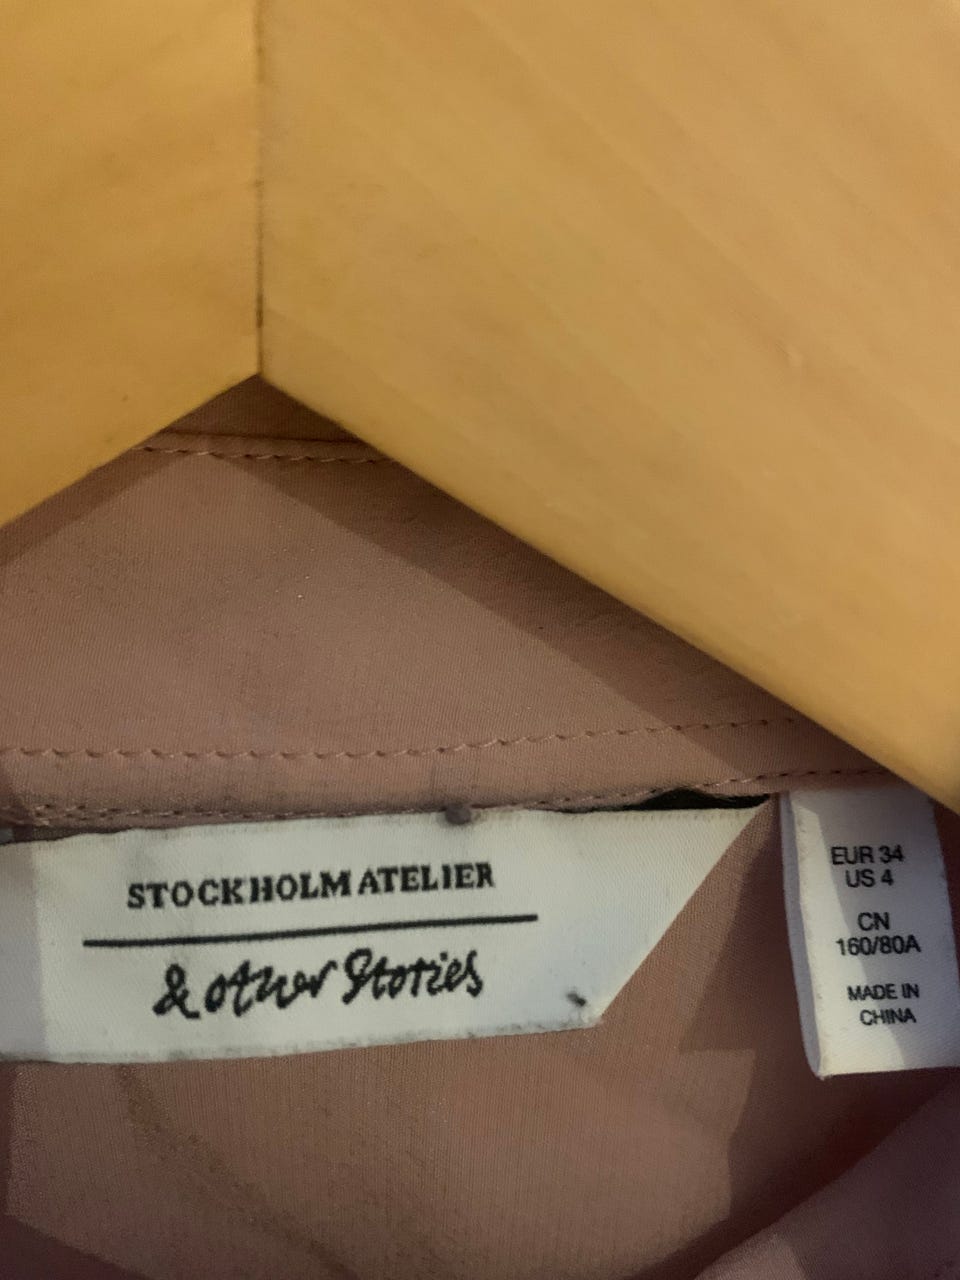 STOCKHOLM ATELIER
& other Stories
EUR 34
US 4
CN
160/80A
MADE IN
CHINA